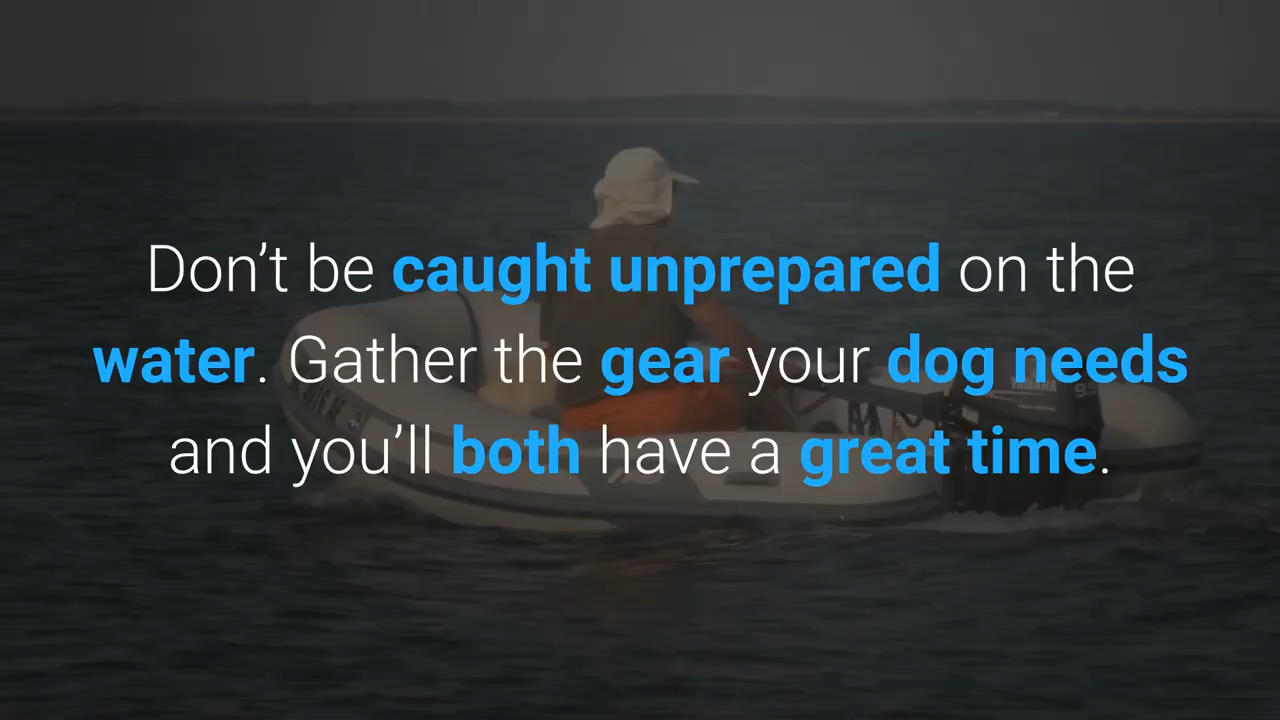 Don’t be caught unprepared on the
water. Gather the gear your dog needs
and you’ll both have a great time.
YAMAHA